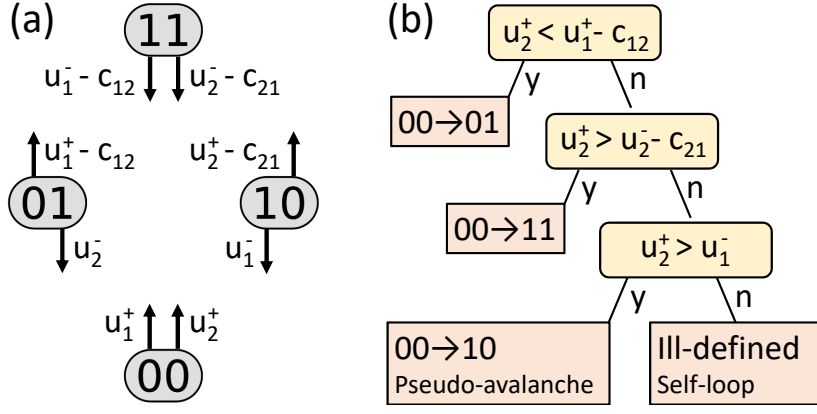 (a)
11
u₁⁻ - c₁₂
u₂⁻ - c₂₁
u₁⁺ - c₁₂
u₂⁺ - c₂₁
01
10
u₂⁻
u₁⁻
u₁⁺
u₂⁺
00
(b)
u₂⁺ < u₁⁺ - c₁₂
y
n
00→01
u₂⁺ > u₂⁻ - c₂₁
y
n
00→11
u₂⁺ > u₁⁻
y
n
00→10
Pseudo-avalanche
Ill-defined
Self-loop